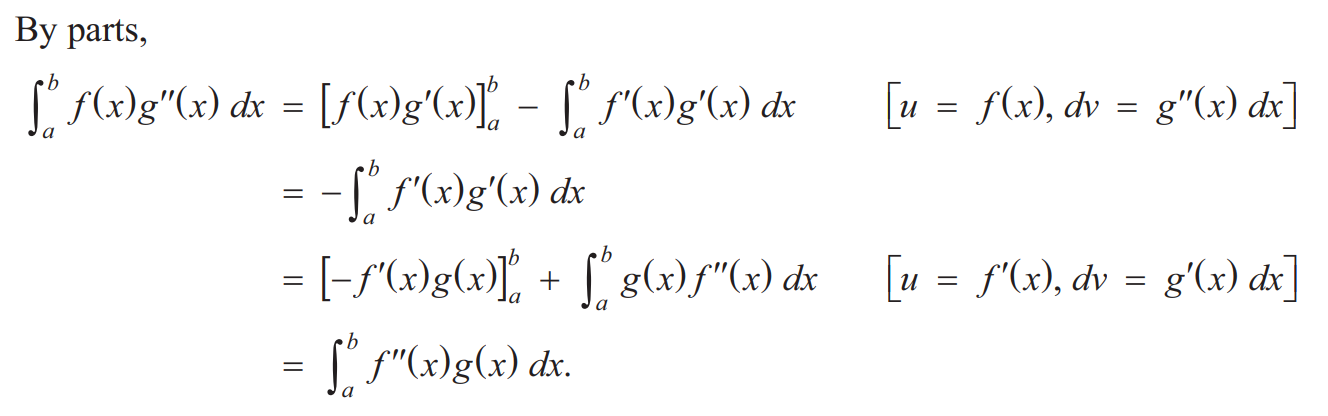 By parts,
∫_a^b f(x)g″(x) dx = [f(x)g′(x)]_a^b − ∫_a^b f′(x)g′(x) dx [u = f(x), dv = g″(x) dx]
= −∫_a^b f′(x)g′(x) dx
= [−f′(x)g(x)]_a^b + ∫_a^b g(x)f″(x) dx [u = f′(x), dv = g′(x) dx]
= ∫_a^b f″(x)g(x) dx.